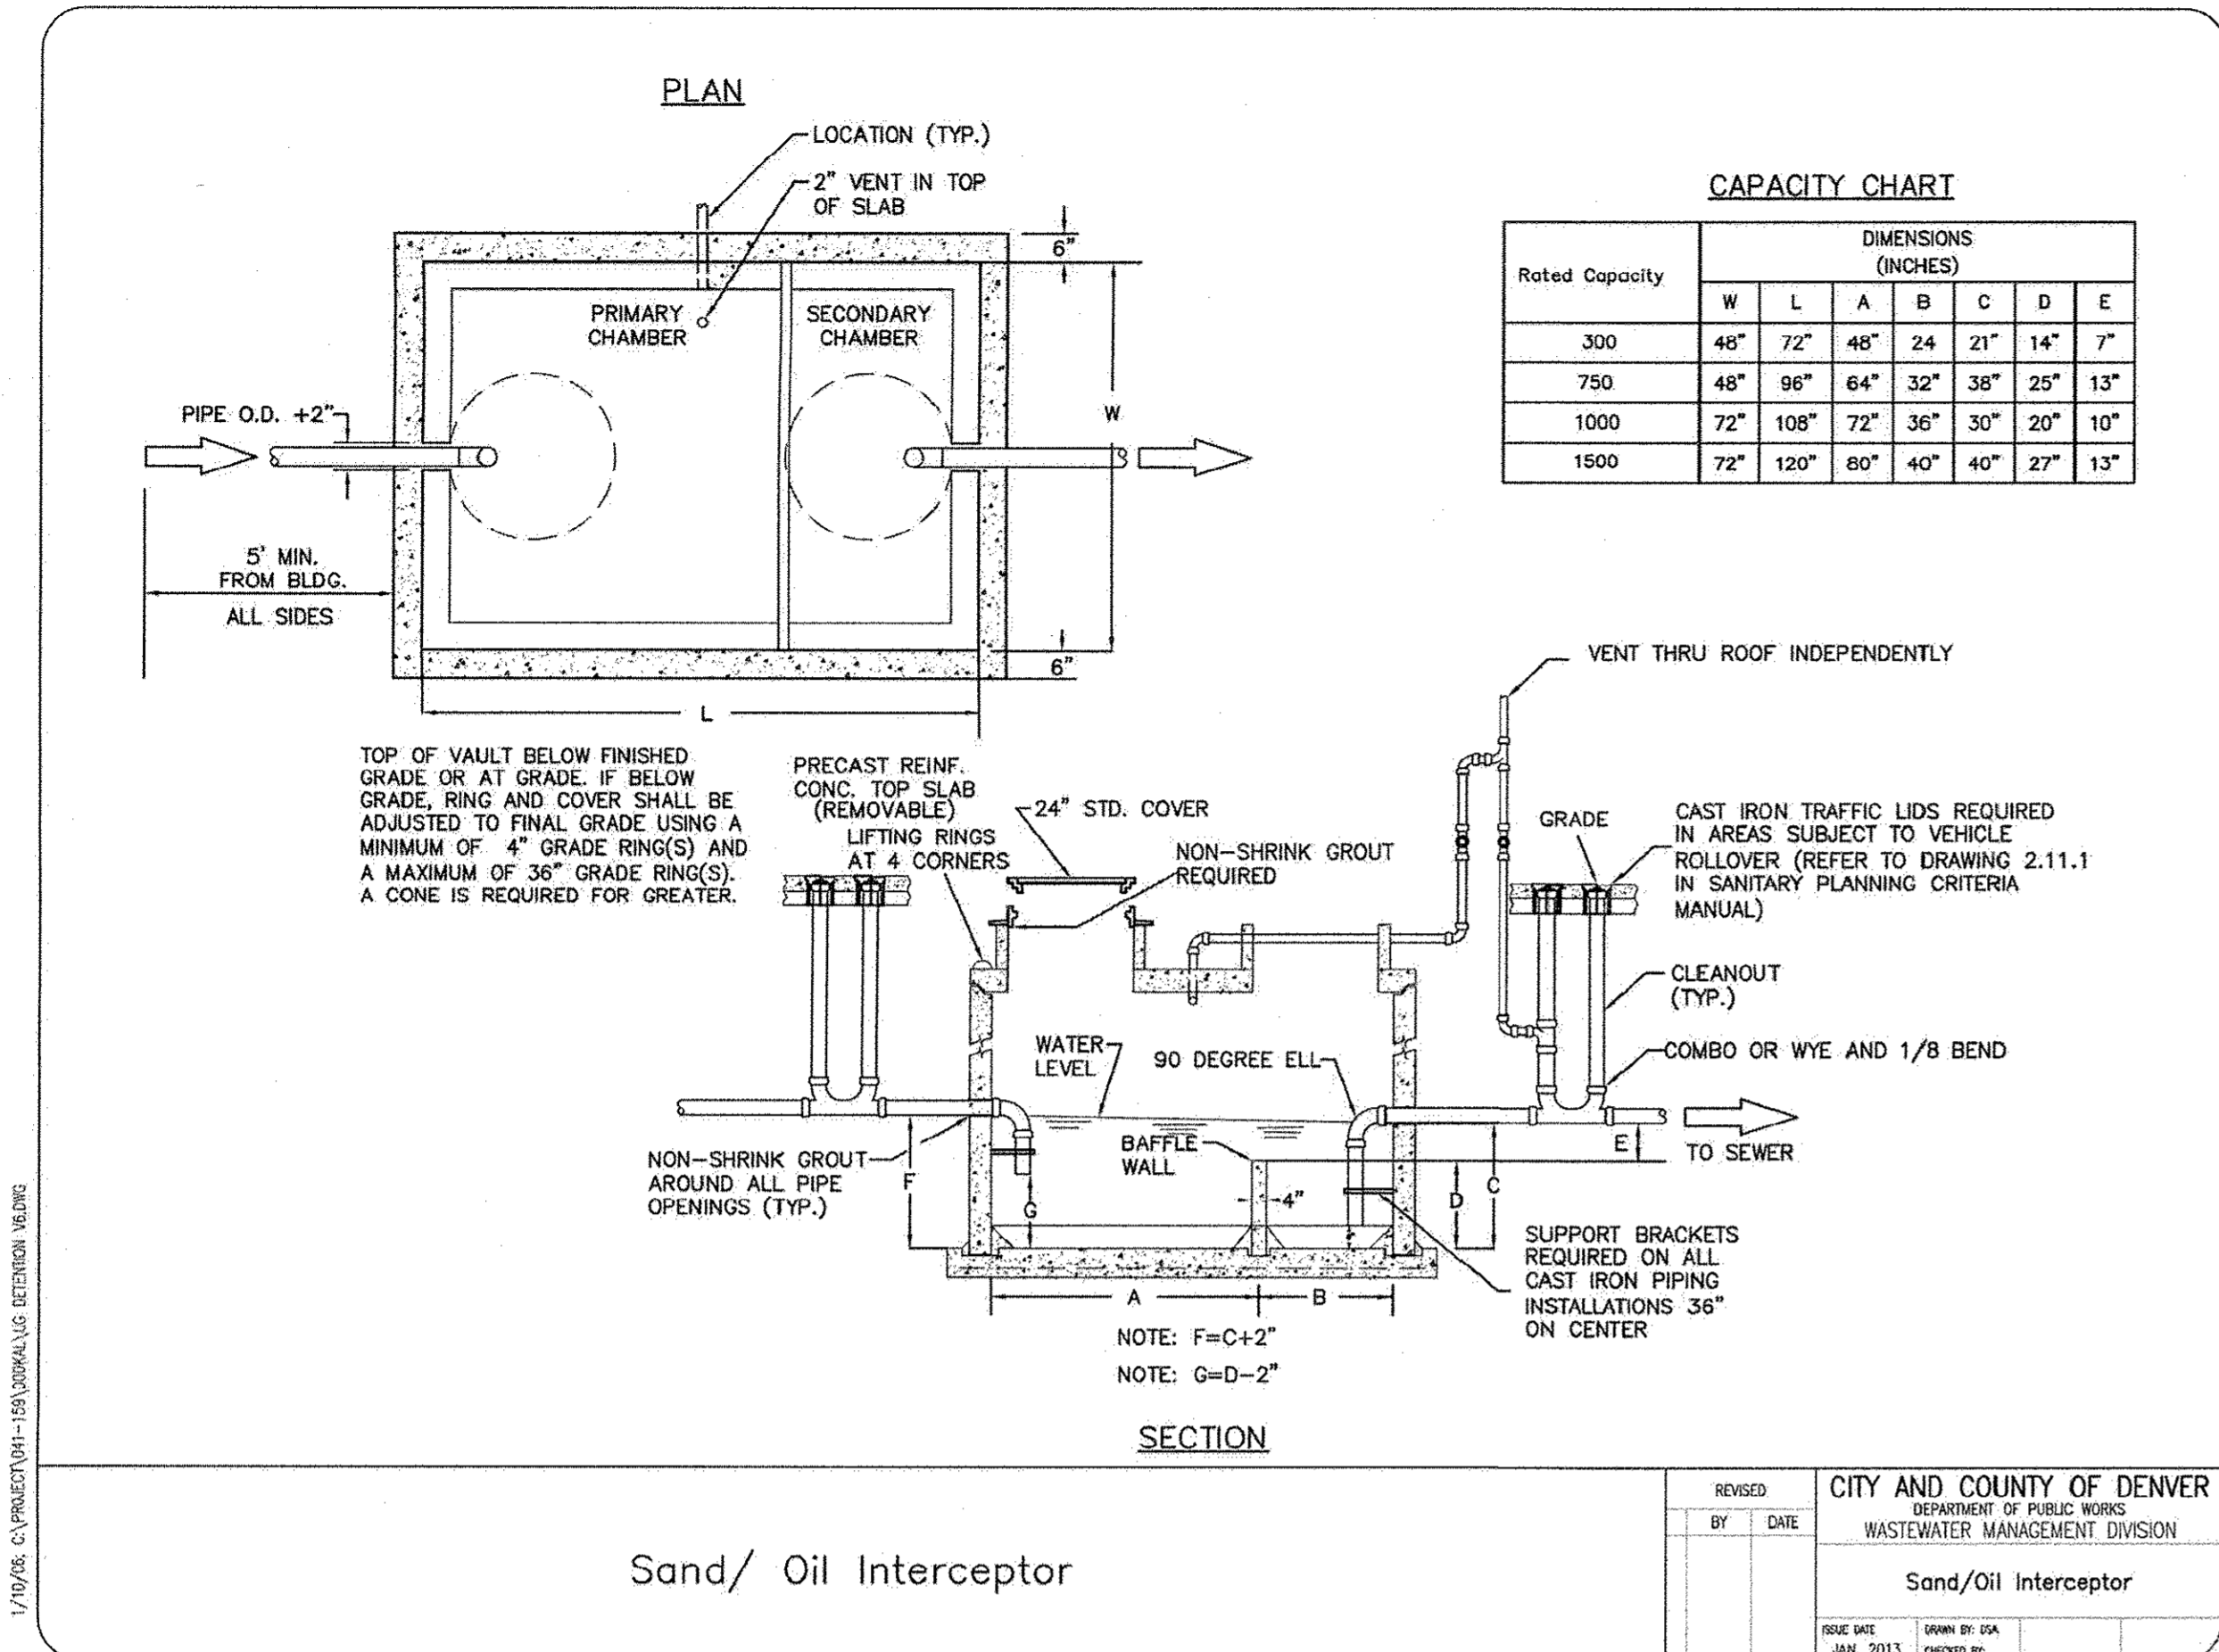 PLAN
LOCATION (TYP.)
2" VENT IN TOP
OF SLAB
6"
PRIMARY
CHAMBER
SECONDARY
CHAMBER
PIPE O.D. +2"
W
5' MIN.
FROM BLDG.
ALL SIDES
6"
L
CAPACITY CHART
Rated Capacity
DIMENSIONS
(INCHES)
W L A B C D E
300 48" 72" 48" 24 21" 14" 7"
750 48" 96" 64" 32" 38" 25" 13"
1000 72" 108" 72" 36" 30" 20" 10"
1500 72" 120" 80" 40" 40" 27" 13"
VENT THRU ROOF INDEPENDENTLY
TOP OF VAULT BELOW FINISHED
GRADE OR AT GRADE. IF BELOW
GRADE, RING AND COVER SHALL BE
ADJUSTED TO FINAL GRADE USING A
MINIMUM OF 4" GRADE RING(S) AND
A MAXIMUM OF 36" GRADE RING(S).
A CONE IS REQUIRED FOR GREATER.
PRECAST REINF.
CONC. TOP SLAB
(REMOVABLE)
LIFTING RINGS
AT 4 CORNERS
24" STD. COVER
NON-SHRINK GROUT
REQUIRED
GRADE
CAST IRON TRAFFIC LIDS REQUIRED
IN AREAS SUBJECT TO VEHICLE
ROLLOVER (REFER TO DRAWING 2.11.1
IN SANITARY PLANNING CRITERIA
MANUAL)
CLEANOUT
(TYP.)
COMBO OR WYE AND 1/8 BEND
WATER
LEVEL
90 DEGREE ELL
BAFFLE
WALL
E
TO SEWER
NON-SHRINK GROUT
AROUND ALL PIPE
OPENINGS (TYP.)
F
G
4"
D
C
SUPPORT BRACKETS
REQUIRED ON ALL
CAST IRON PIPING
INSTALLATIONS 36"
ON CENTER
A
B
NOTE: F=C+2"
NOTE: G=D-2"
SECTION
Sand/ Oil Interceptor
REVISED
BY DATE
CITY AND COUNTY OF DENVER
DEPARTMENT OF PUBLIC WORKS
WASTEWATER MANAGEMENT DIVISION
Sand/Oil Interceptor
ISSUE DATE
JAN. 2013
DRAWN BY: DSA
CHECKED BY: